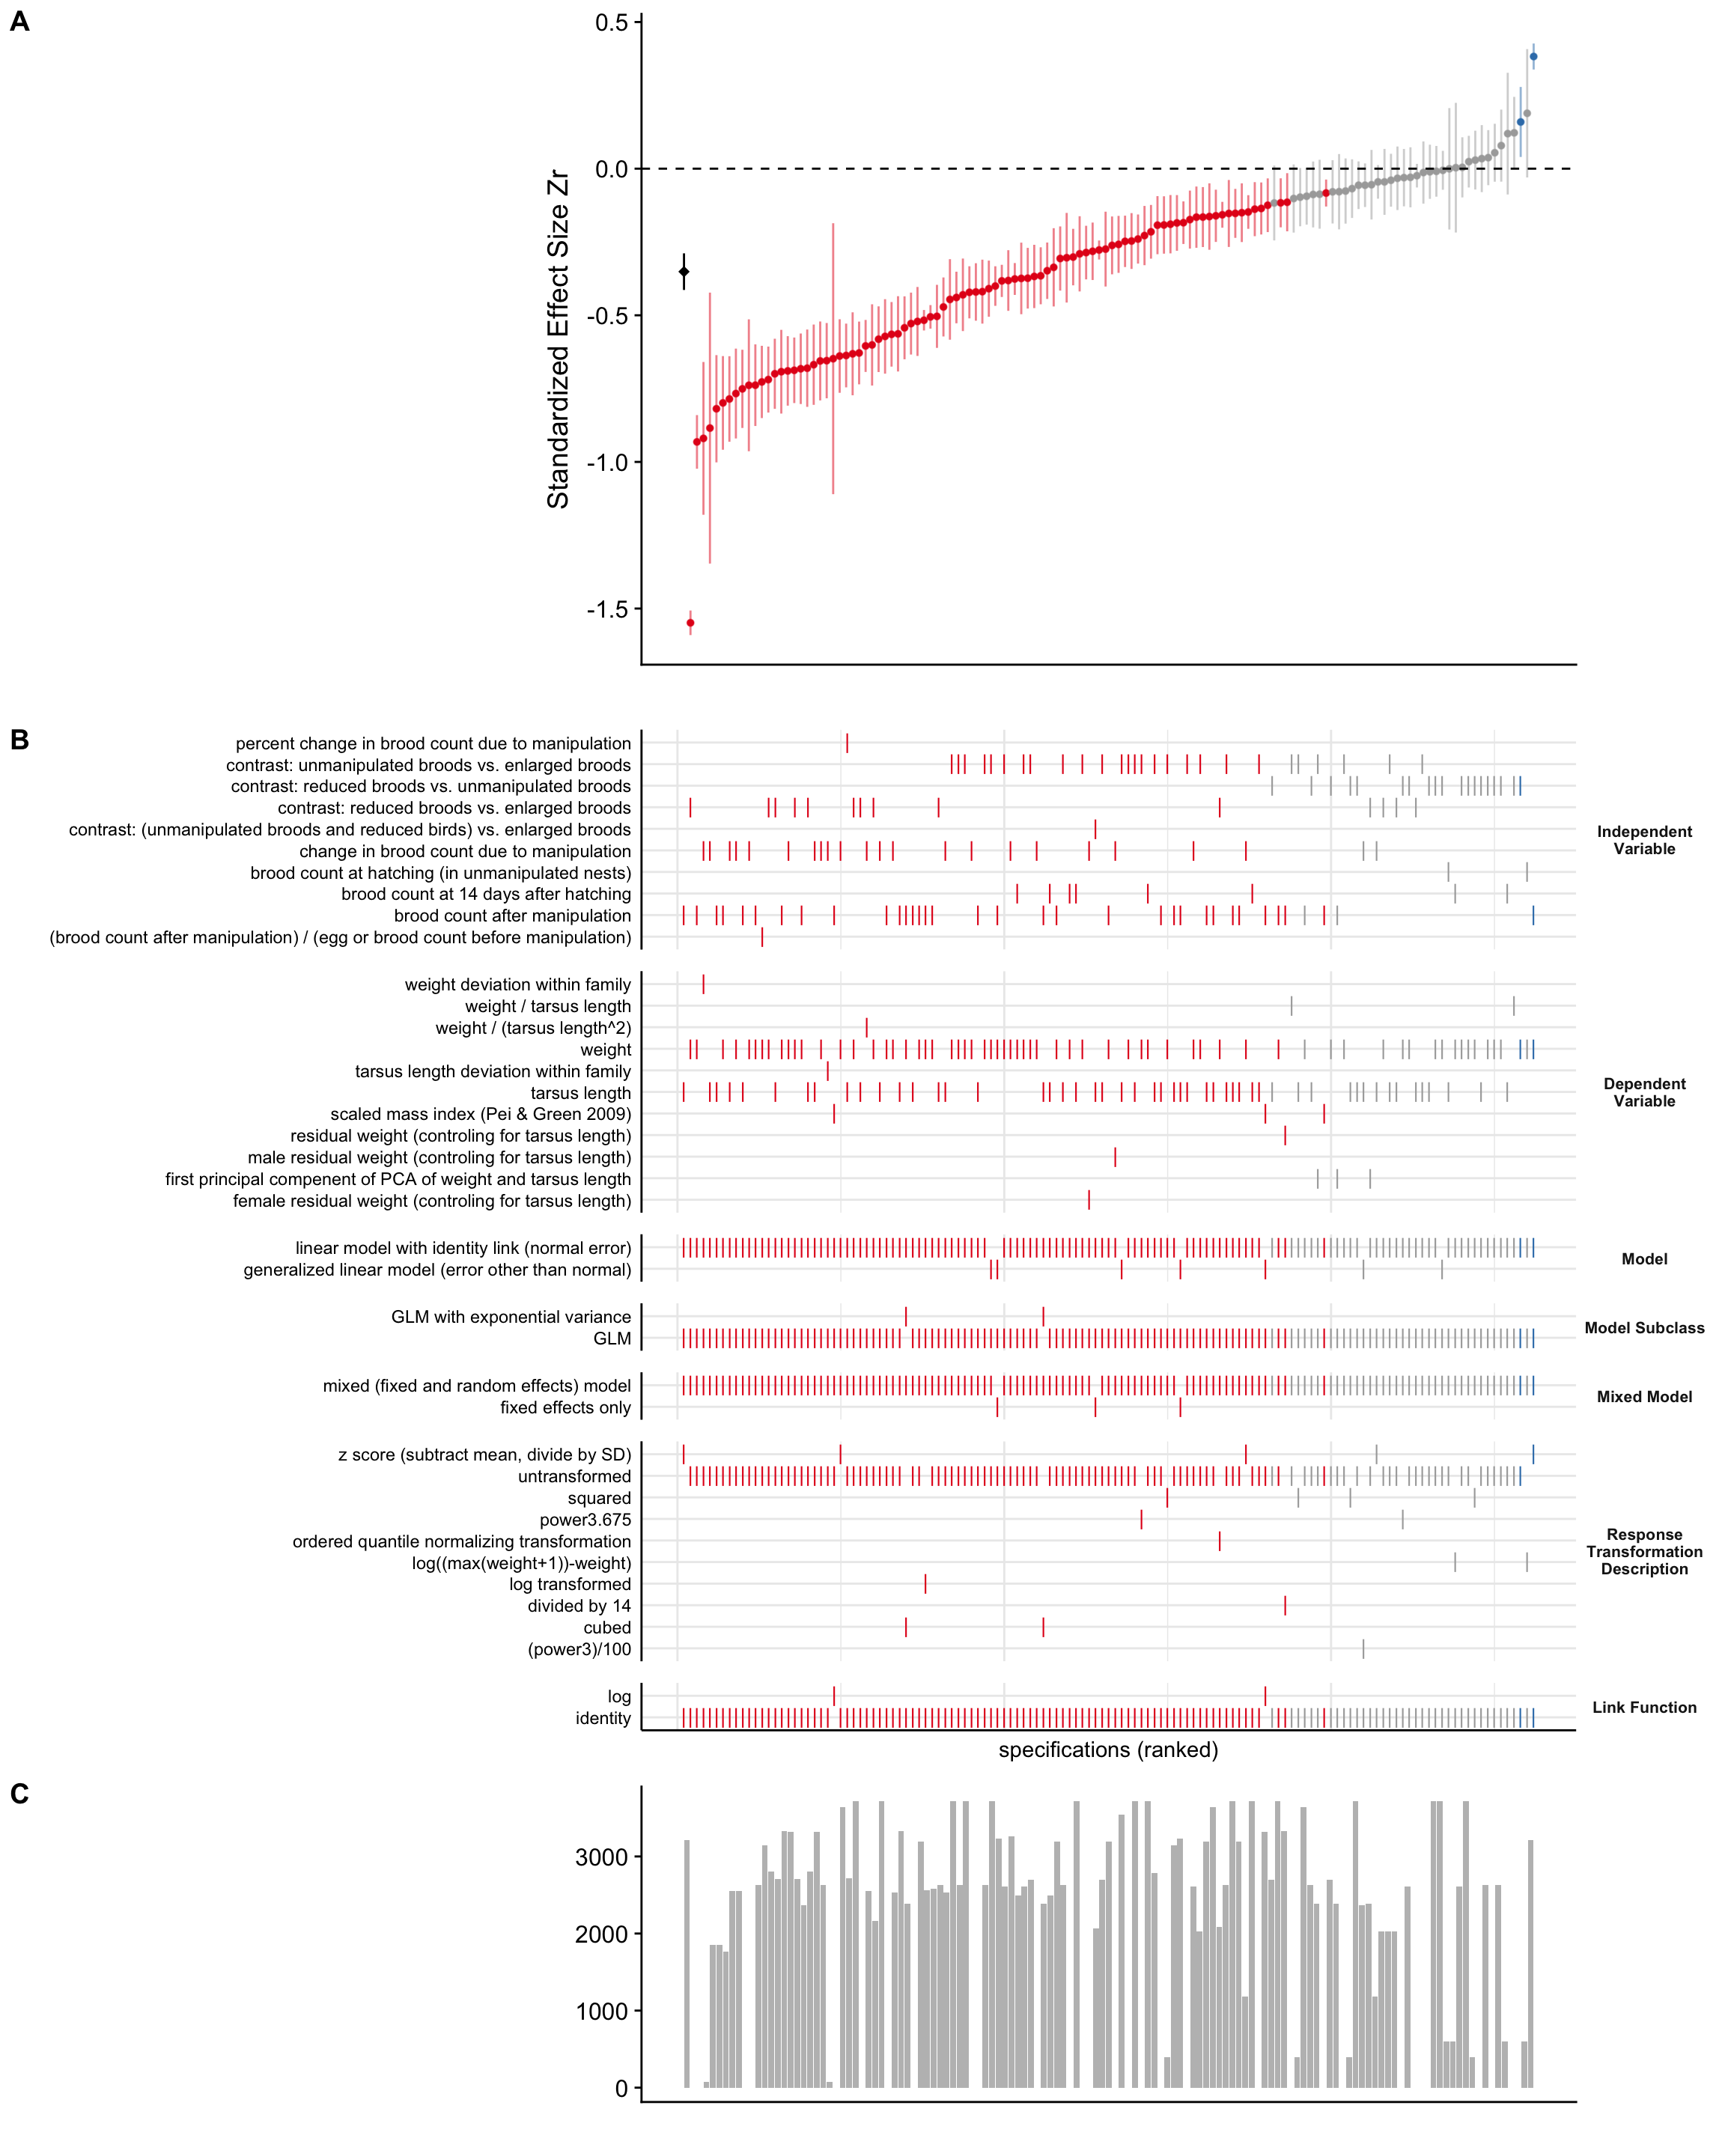 A
0.5
0.0
-0.5
-1.0
-1.5
Standardized Effect Size Zr
B
percent change in brood count due to manipulation
contrast: unmanipulated broods vs. enlarged broods
contrast: reduced broods vs. unmanipulated broods
contrast: reduced broods vs. enlarged broods
contrast: (unmanipulated broods and reduced birds) vs. enlarged broods
change in brood count due to manipulation
brood count at hatching (in unmanipulated nests)
brood count at 14 days after hatching
brood count after manipulation
(brood count after manipulation) / (egg or brood count before manipulation)
Independent
Variable
weight deviation within family
weight / tarsus length
weight / (tarsus length^2)
weight
tarsus length deviation within family
tarsus length
scaled mass index (Pei & Green 2009)
residual weight (controling for tarsus length)
male residual weight (controling for tarsus length)
first principal compenent of PCA of weight and tarsus length
female residual weight (controling for tarsus length)
Dependent
Variable
linear model with identity link (normal error)
generalized linear model (error other than normal)
Model
GLM with exponential variance
GLM
Model Subclass
mixed (fixed and random effects) model
fixed effects only
Mixed Model
z score (subtract mean, divide by SD)
untransformed
squared
power3.675
ordered quantile normalizing transformation
log((max(weight+1))-weight)
log transformed
divided by 14
cubed
(power3)/100
Response
Transformation
Description
log
identity
Link Function
specifications (ranked)
C
3000
2000
1000
0